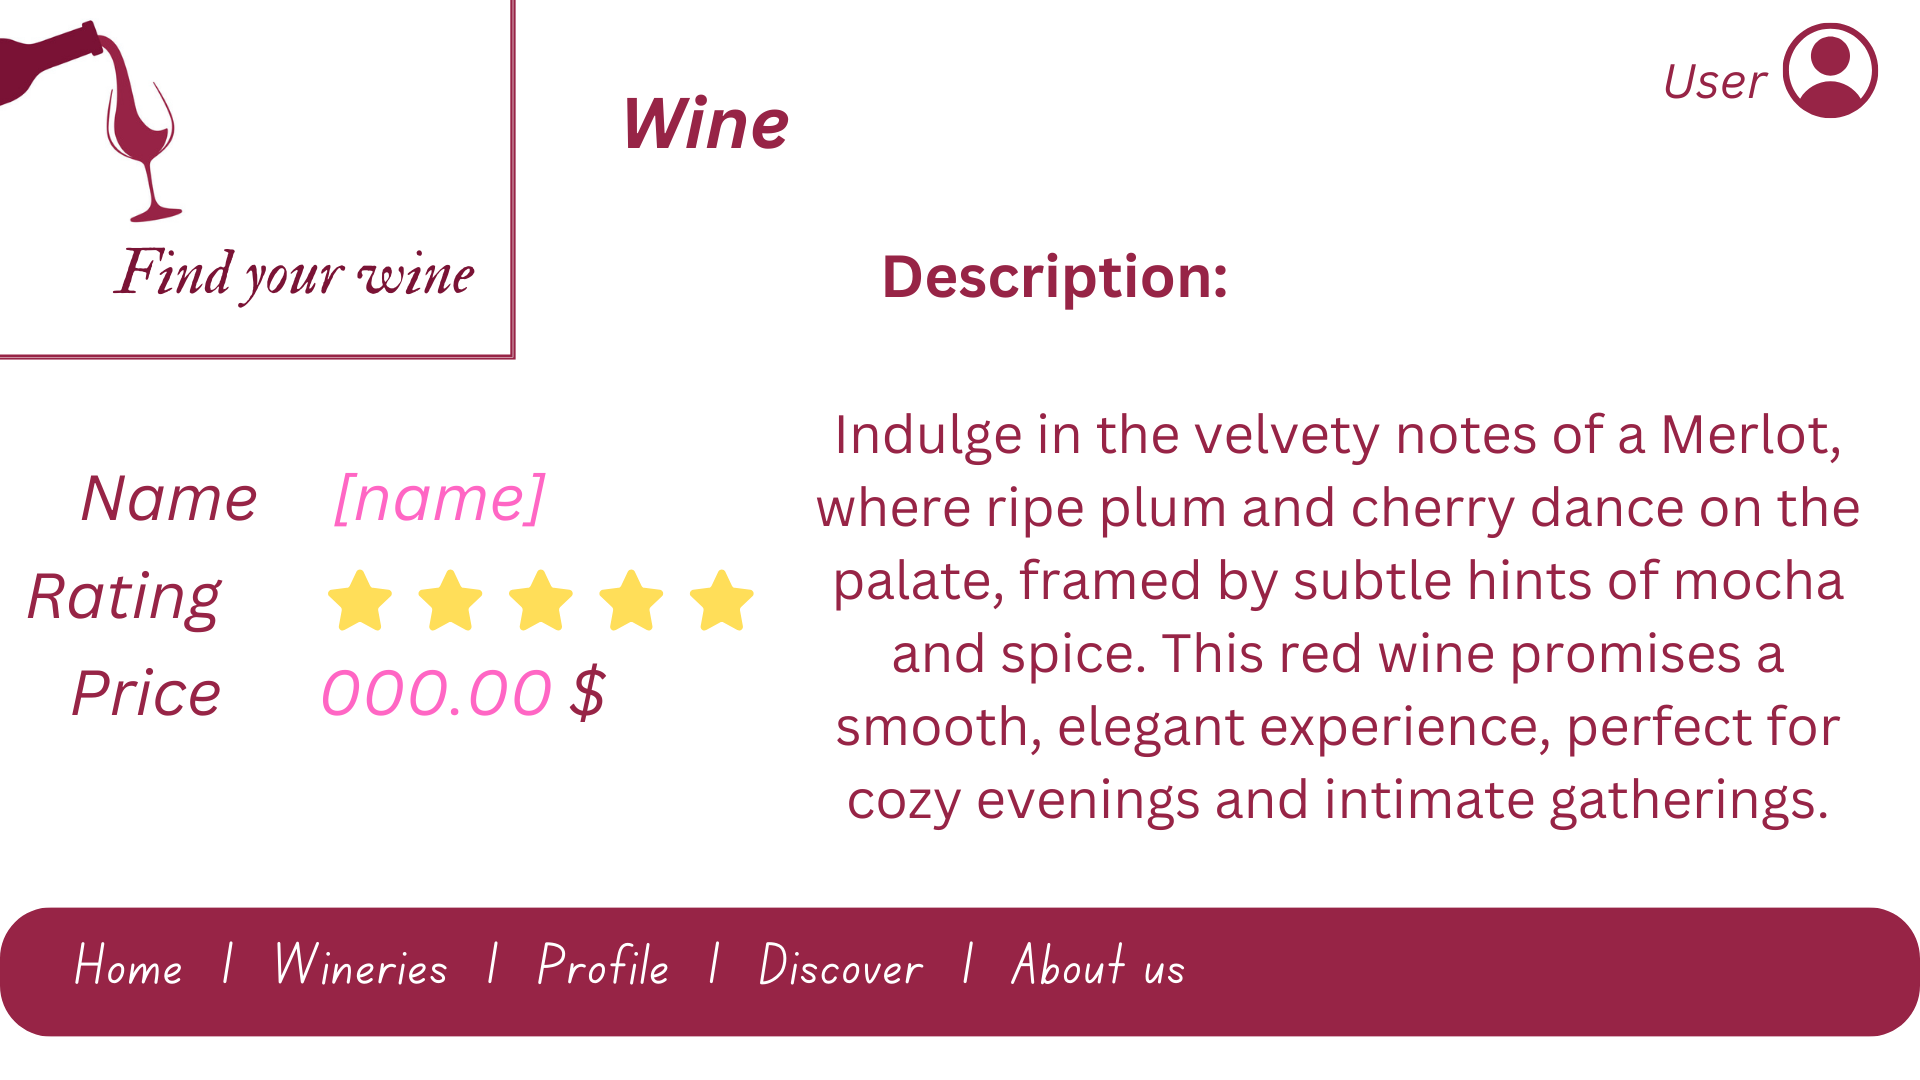 Find your wine
Wine
User
Description:
Name [name]
Rating
Price 000.00 $
Indulge in the velvety notes of a Merlot,
where ripe plum and cherry dance on the
palate, framed by subtle hints of mocha
and spice. This red wine promises a
smooth, elegant experience, perfect for
cozy evenings and intimate gatherings.
Home | Wineries | Profile | Discover | About us